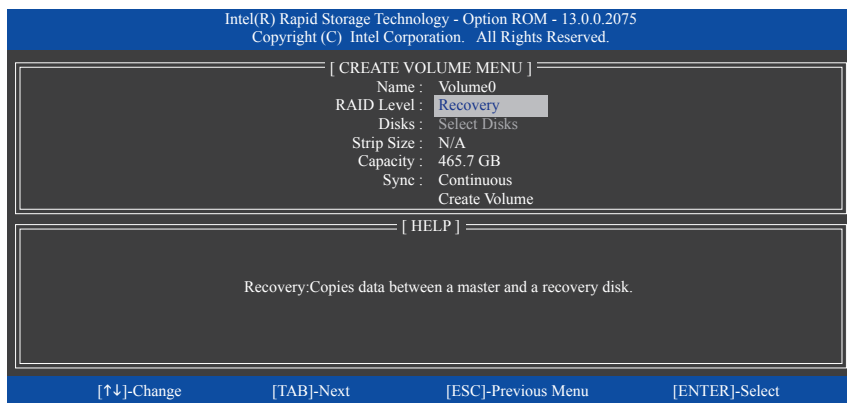 Intel(R) Rapid Storage Technology - Option ROM - 13.0.0.2075
Copyright (C) Intel Corporation. All Rights Reserved.
[ CREATE VOLUME MENU ]
Name : Volume0
RAID Level : Recovery
Disks : Select Disks
Strip Size : N/A
Capacity : 465.7 GB
Sync : Continuous
Create Volume
[ HELP ]
Recovery:Copies data between a master and a recovery disk.
[↑↓]-Change [TAB]-Next [ESC]-Previous Menu [ENTER]-Select